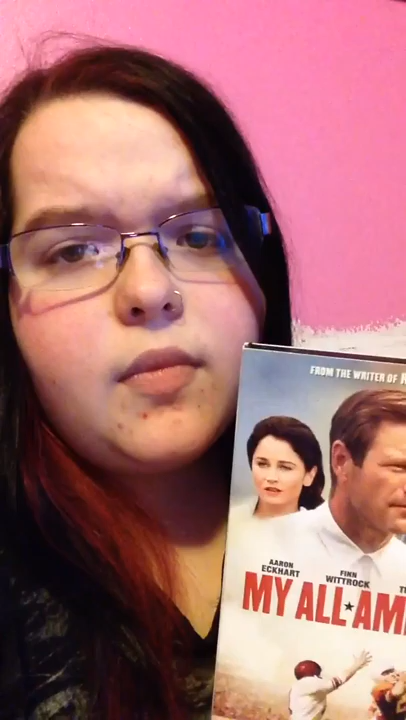 FROM THE WRITER OF
AARON FINN
ECKHART WITTROCK
MY ALL★AM